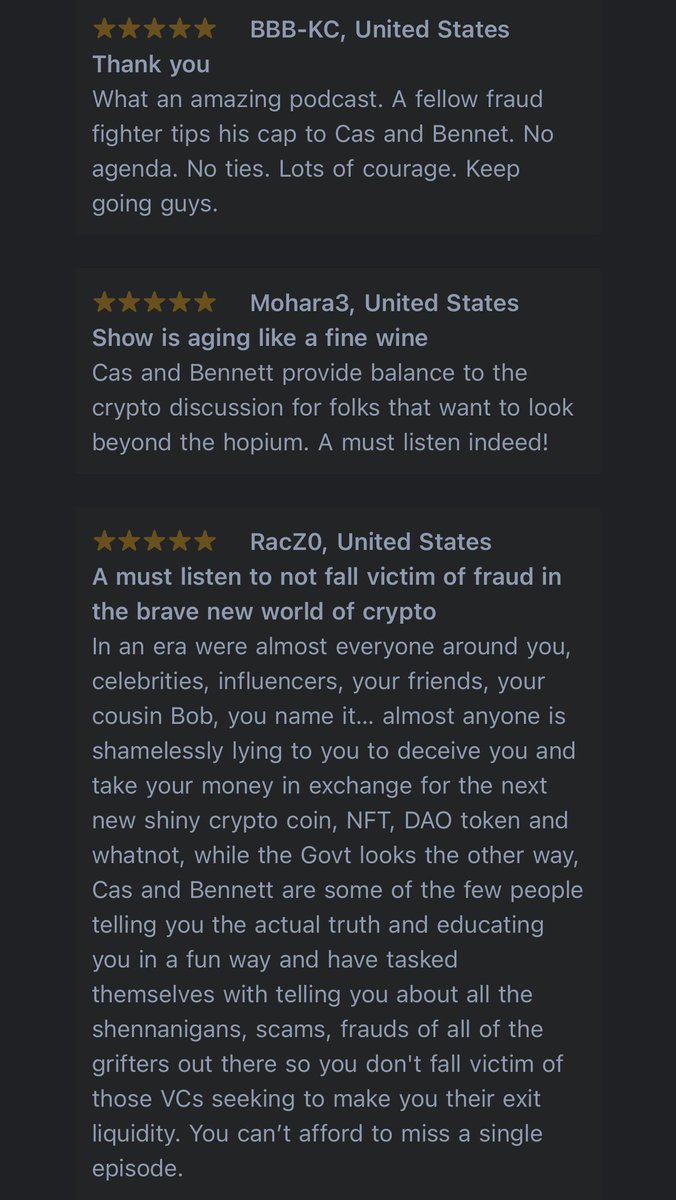 ★★★★★ BBB-KC, United States
Thank you
What an amazing podcast. A fellow fraud
fighter tips his cap to Cas and Bennet. No
agenda. No ties. Lots of courage. Keep
going guys.
★★★★★ Mohara3, United States
Show is aging like a fine wine
Cas and Bennett provide balance to the
crypto discussion for folks that want to look
beyond the hopium. A must listen indeed!
★★★★★ RacZ0, United States
A must listen to not fall victim of fraud in
the brave new world of crypto
In an era were almost everyone around you,
celebrities, influencers, your friends, your
cousin Bob, you name it... almost anyone is
shamelessly lying to you to deceive you and
take your money in exchange for the next
new shiny crypto coin, NFT, DAO token and
whatnot, while the Govt looks the other way,
Cas and Bennett are some of the few people
telling you the actual truth and educating
you in a fun way and have tasked
themselves with telling you about all the
shennanigans, scams, frauds of all of the
grifters out there so you don't fall victim of
those VCs seeking to make you their exit
liquidity. You can’t afford to miss a single
episode.